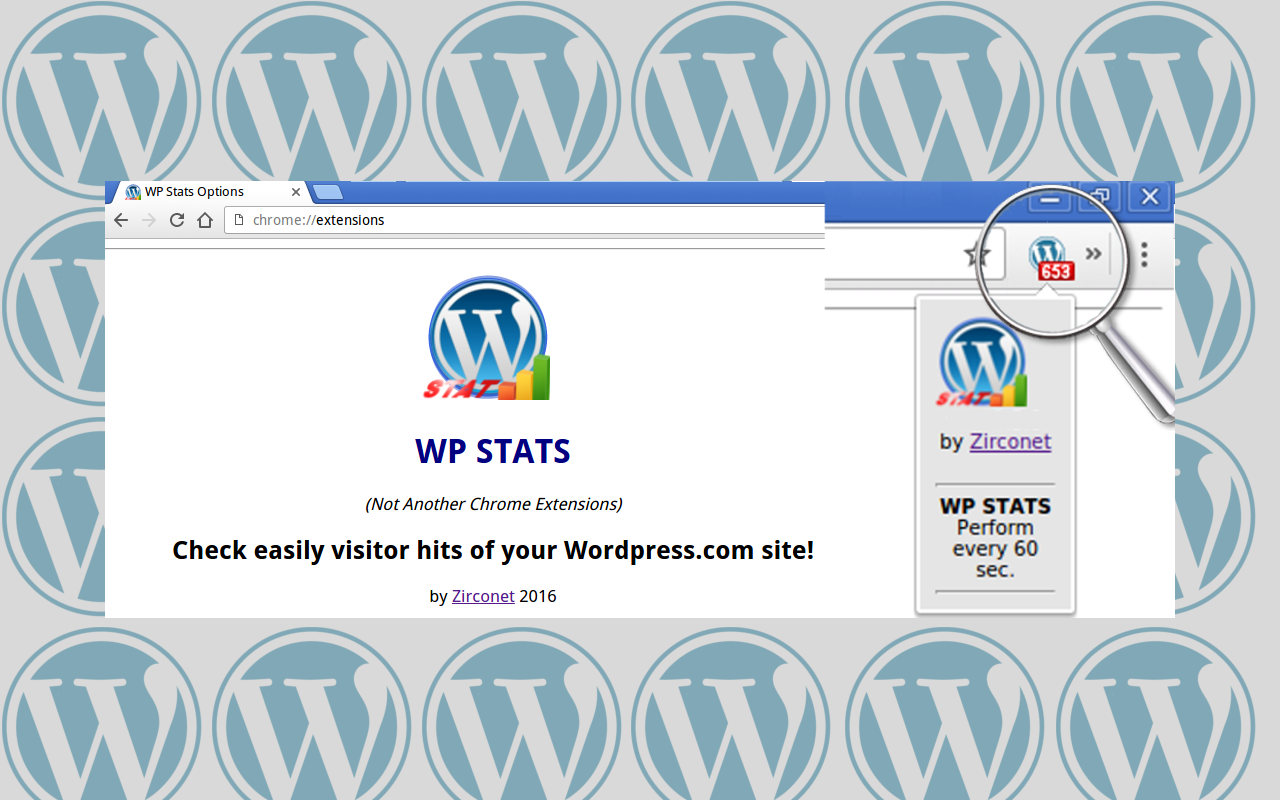 WP Stats Options
chrome://extensions
653
STAT
WP STATS
(Not Another Chrome Extensions)
Check easily visitor hits of your Wordpress.com site!
by Zirconet 2016
STAT
by Zirconet
WP STATS
Perform
every 60
sec.